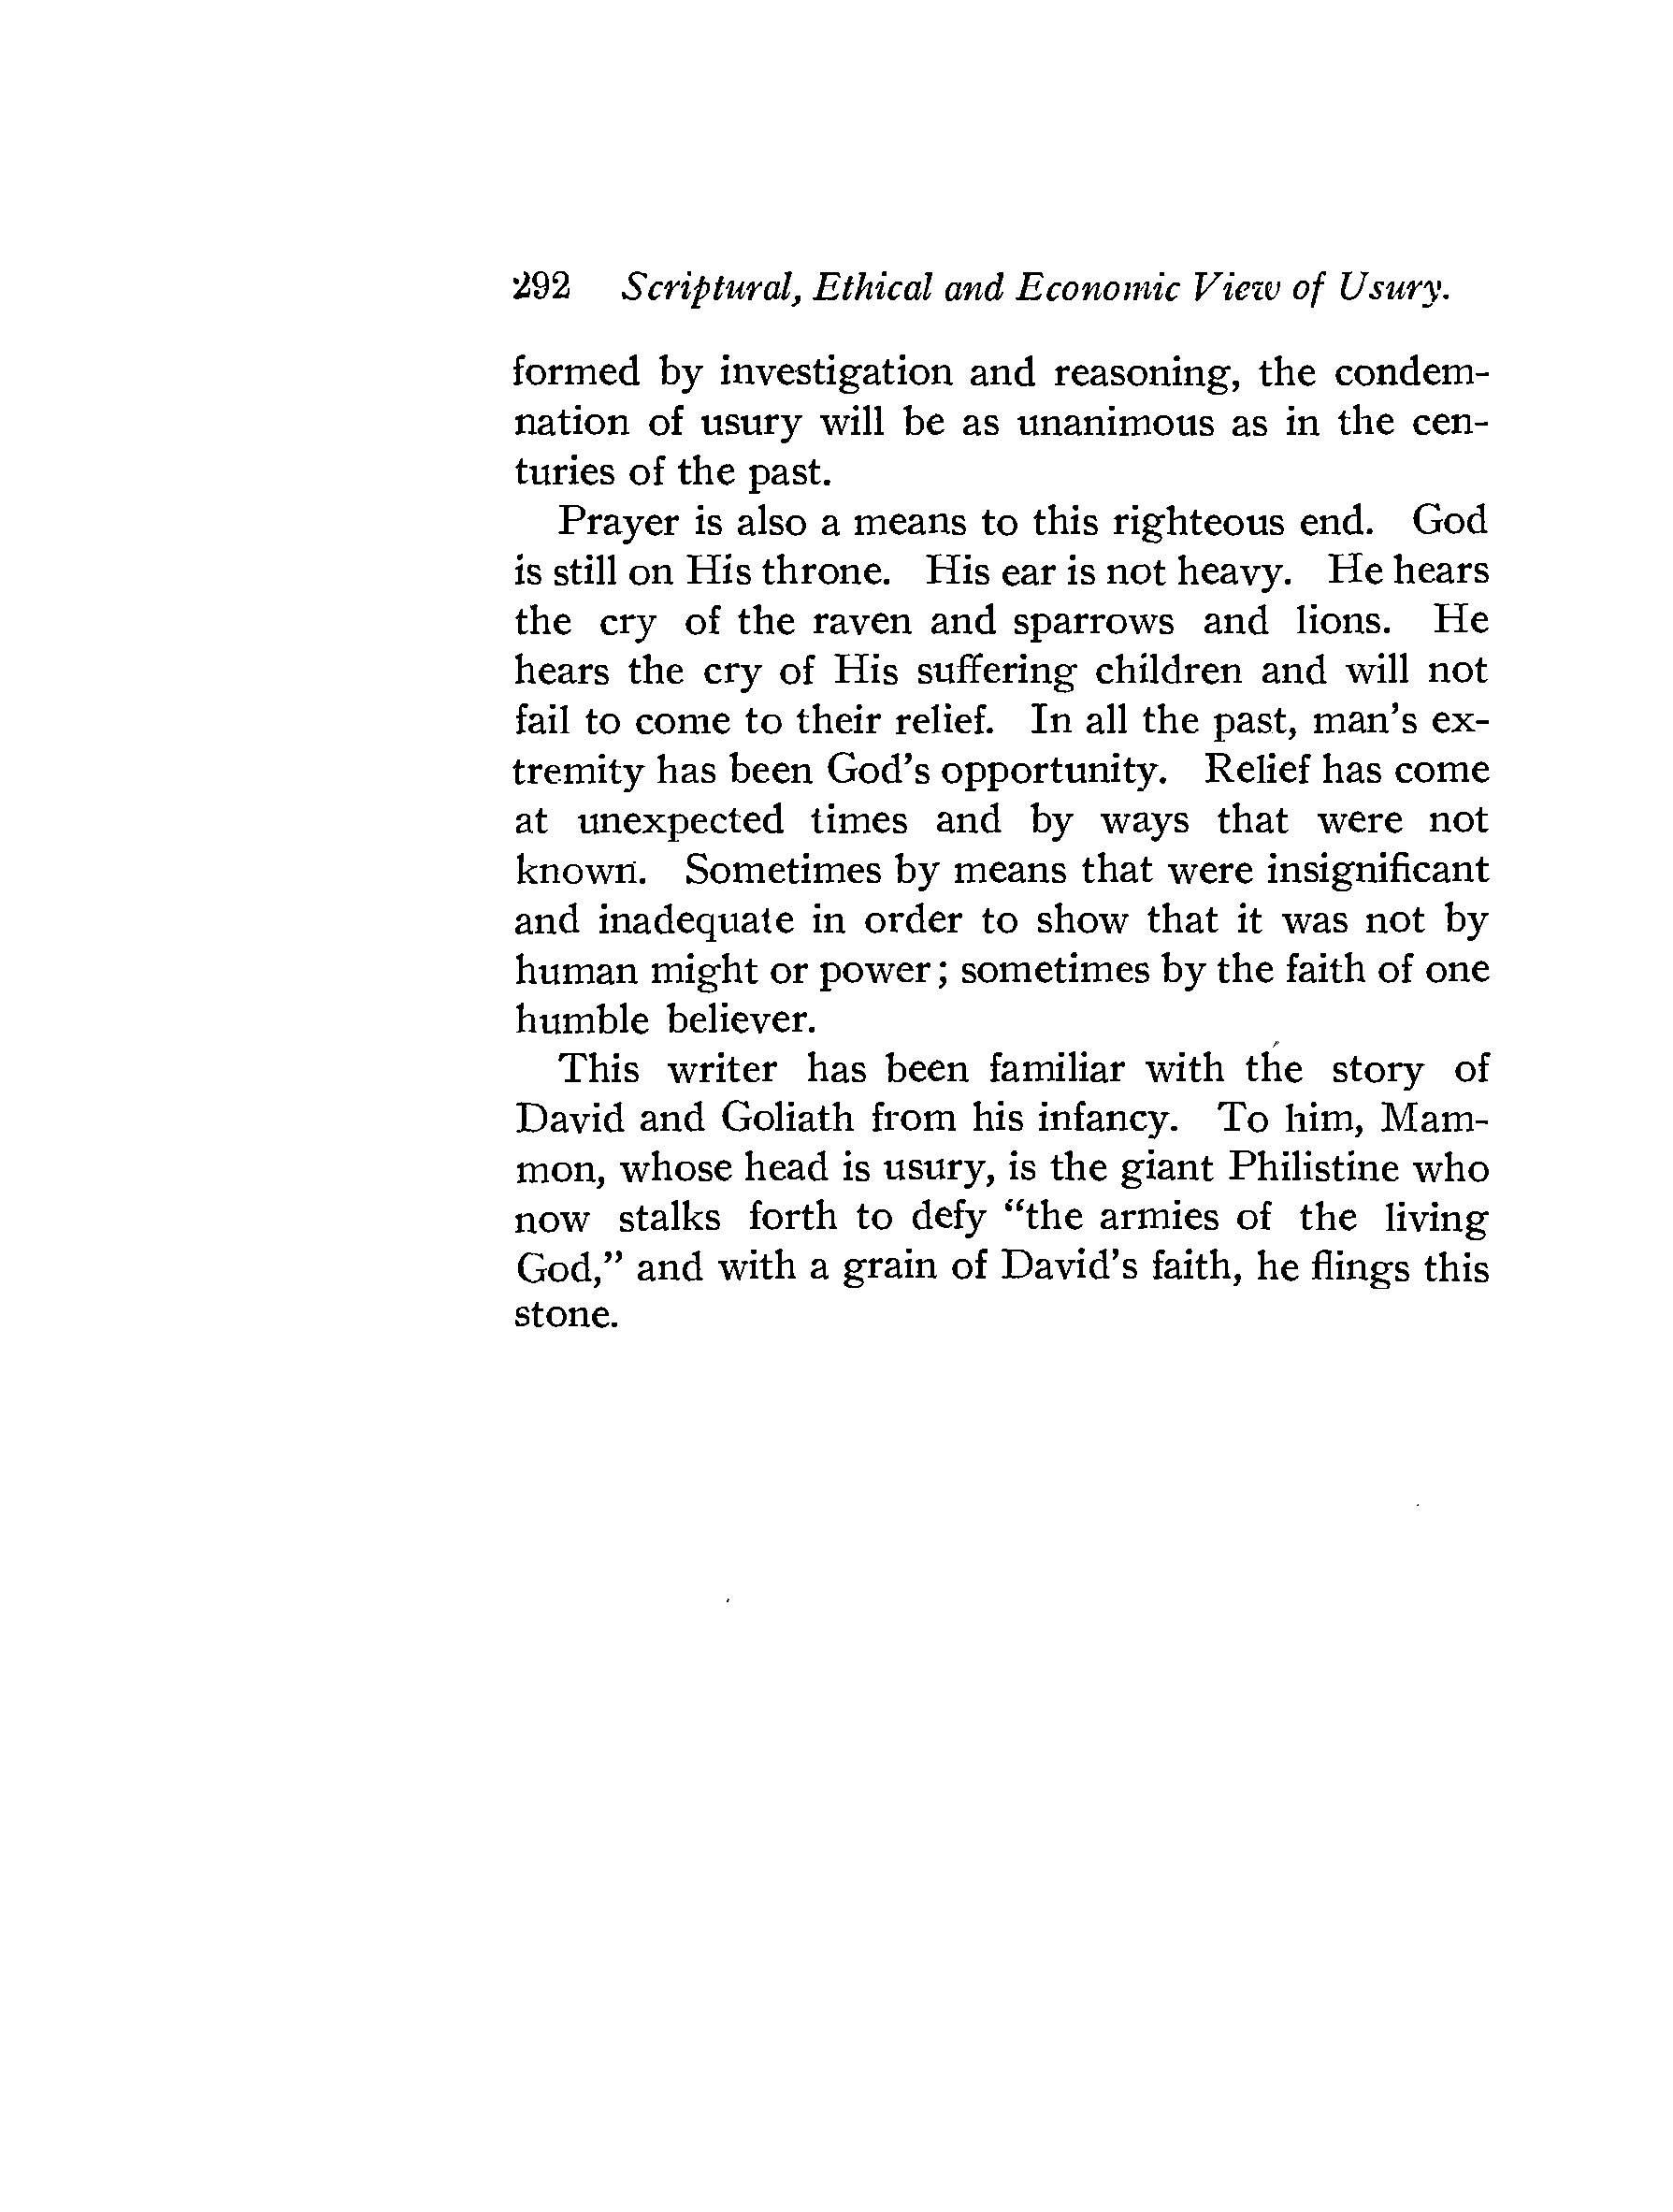 292 Scriptural, Ethical and Economic View of Usury.
formed by investigation and reasoning, the condem-
nation of usury will be as unanimous as in the cen-
turies of the past.
Prayer is also a means to this righteous end. God
is still on His throne. His ear is not heavy. He hears
the cry of the raven and sparrows and lions. He
hears the cry of His suffering children and will not
fail to come to their relief. In all the past, man's ex-
tremity has been God's opportunity. Relief has come
at unexpected times and by ways that were not
known. Sometimes by means that were insignificant
and inadequate in order to show that it was not by
human might or power; sometimes by the faith of one
humble believer.
This writer has been familiar with the story of
David and Goliath from his infancy. To him, Mam-
mon, whose head is usury, is the giant Philistine who
now stalks forth to defy "the armies of the living
God," and with a grain of David's faith, he flings this
stone.